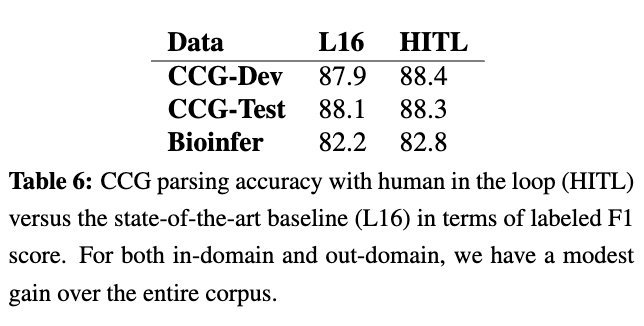 Data L16 HITL
CCG-Dev 87.9 88.4
CCG-Test 88.1 88.3
Bioinfer 82.2 82.8
Table 6: CCG parsing accuracy with human in the loop (HITL)
versus the state-of-the-art baseline (L16) in terms of labeled F1
score. For both in-domain and out-domain, we have a modest
gain over the entire corpus.